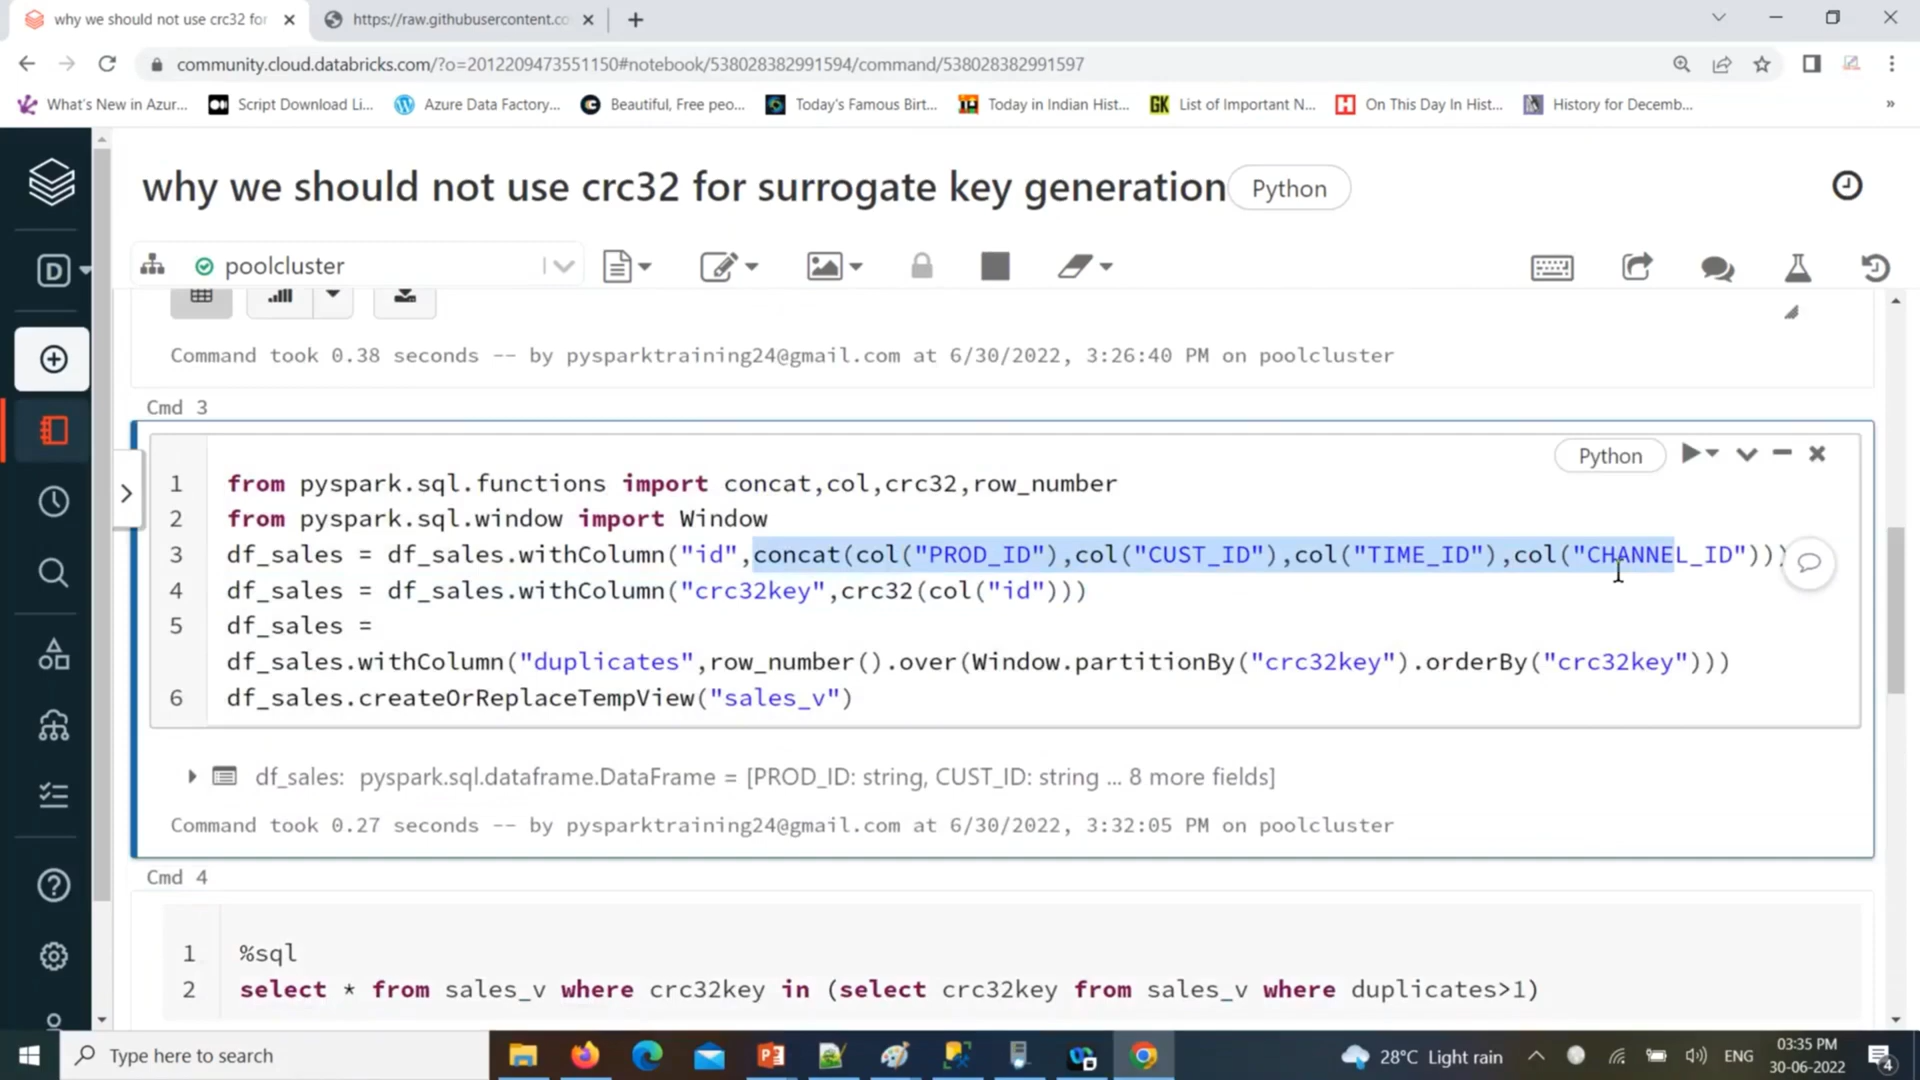 why we should not use crc32 for
https://raw.githubusercontent.co
community.cloud.databricks.com/?o=2012209473551150#notebook/538028382991594/command/538028382991597
What's New in Azur...
Script Download Li...
Azure Data Factory...
Beautiful, Free peo...
Today's Famous Birt...
Today in Indian Hist...
GK List of Important N...
On This Day In Hist...
History for Decemb...
»
why we should not use crc32 for surrogate key generation Python
D
poolcluster
Command took 0.38 seconds -- by pysparktraining24@gmail.com at 6/30/2022, 3:26:40 PM on poolcluster
Cmd 3
Python
1 from pyspark.sql.functions import concat,col,crc32,row_number
2 from pyspark.sql.window import Window
3 df_sales = df_sales.withColumn("id",concat(col("PROD_ID"),col("CUST_ID"),col("TIME_ID"),col("CHANNEL_ID")))
4 df_sales = df_sales.withColumn("crc32key",crc32(col("id")))
5 df_sales =
df_sales.withColumn("duplicates",row_number().over(Window.partitionBy("crc32key").orderBy("crc32key")))
6 df_sales.createOrReplaceTempView("sales_v")
df_sales: pyspark.sql.dataframe.DataFrame = [PROD_ID: string, CUST_ID: string ... 8 more fields]
Command took 0.27 seconds -- by pysparktraining24@gmail.com at 6/30/2022, 3:32:05 PM on poolcluster
Cmd 4
1 %sql
2 select * from sales_v where crc32key in (select crc32key from sales_v where duplicates>1)
Type here to search
28°C Light rain
ENG
03:35 PM
30-06-2022
4